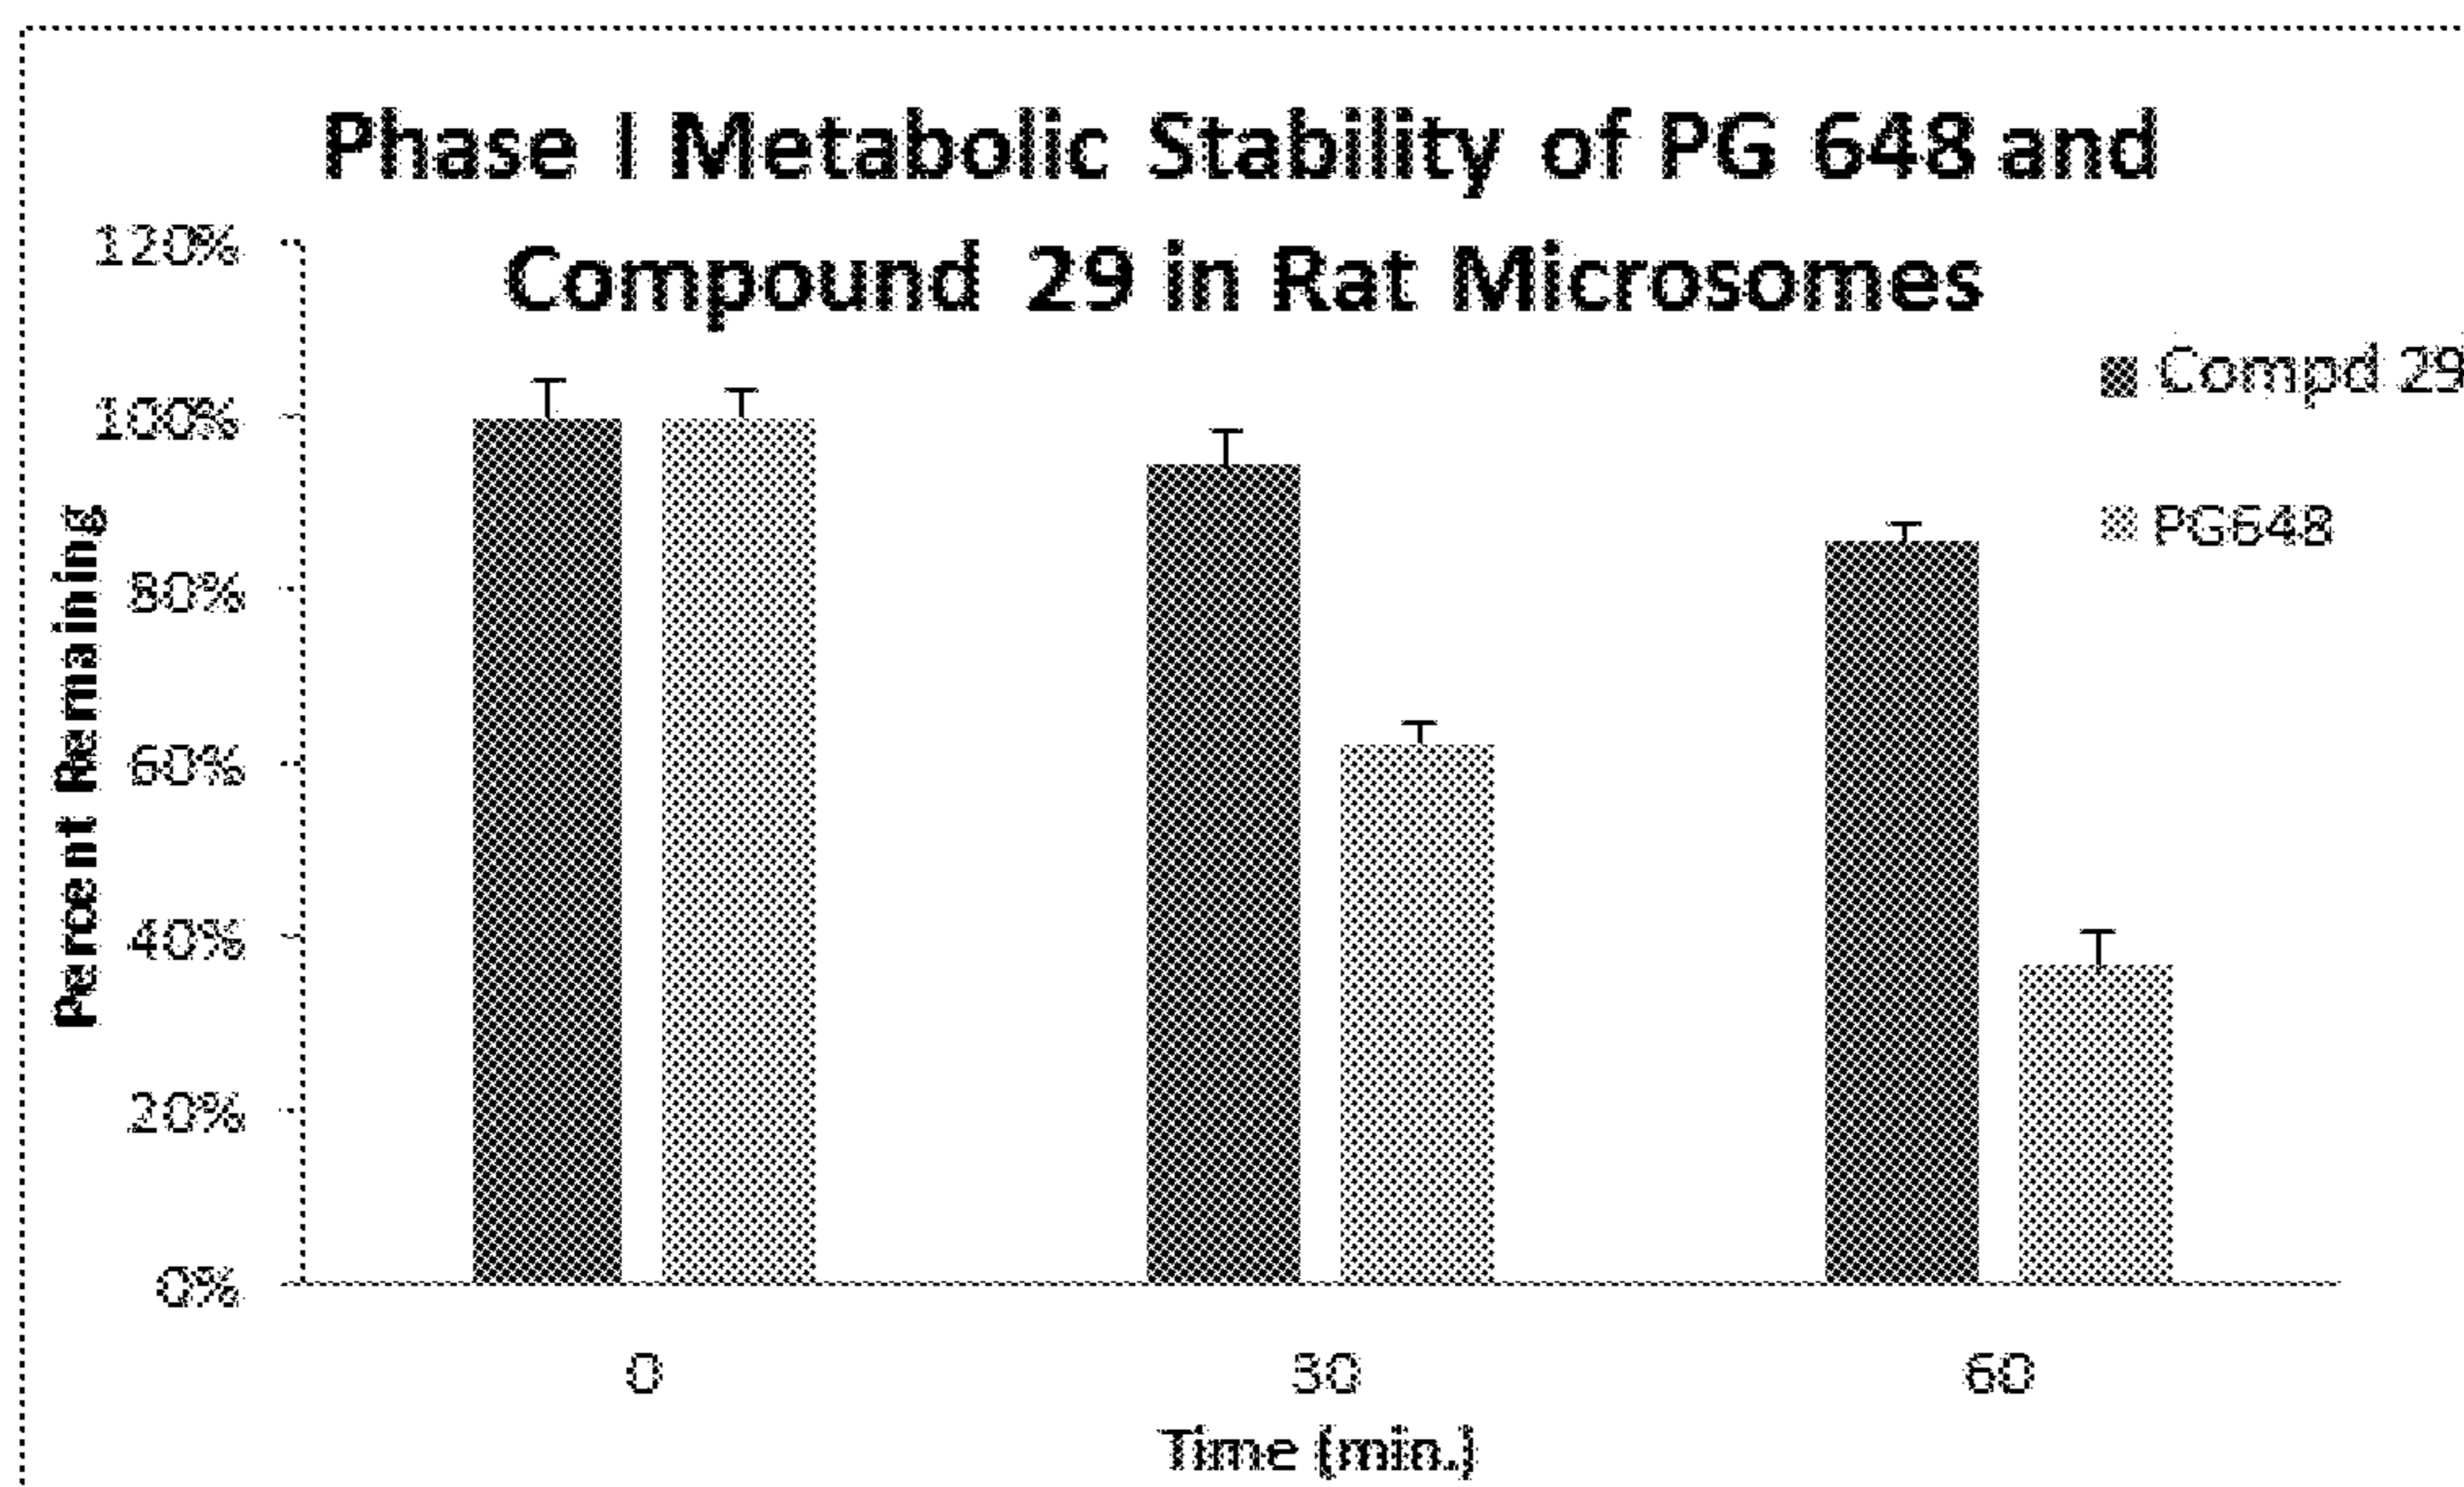 Phase I Metabolic Stability of PG 648 and
Compound 29 in Rat Microsomes
120%
100%
80%
60%
40%
20%
0%
Percent Remaining
Compd 29
PG648
0
30
60
Time (min.)